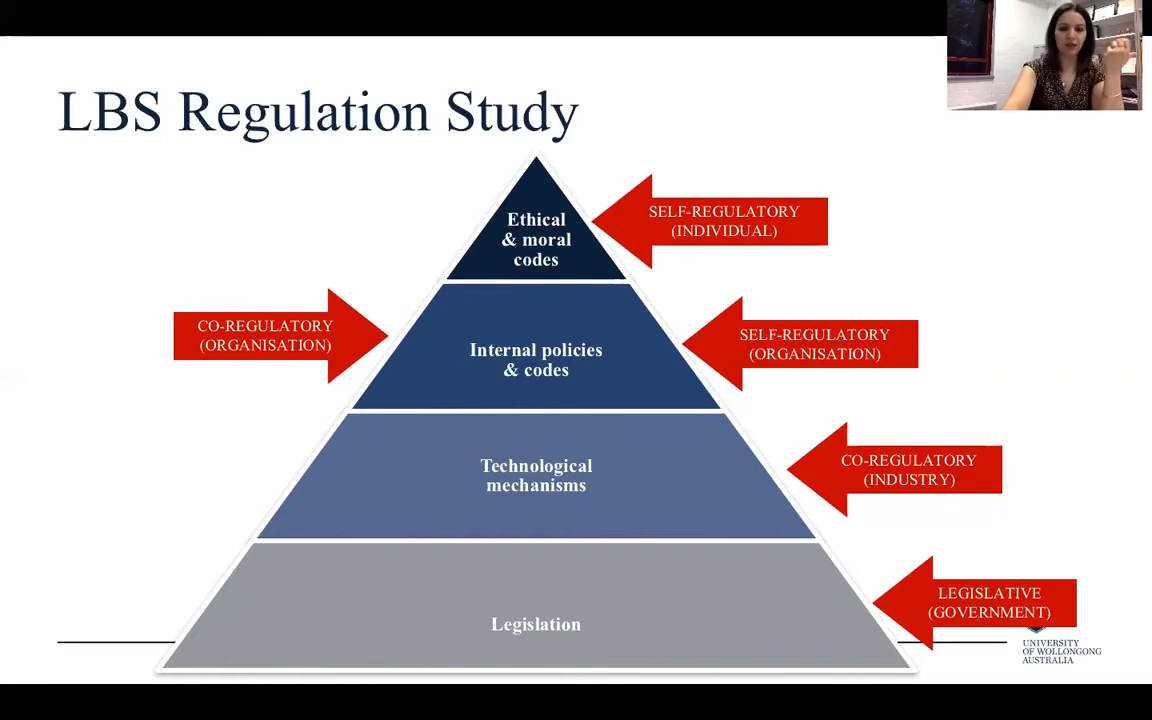 LBS Regulation Study
Ethical
& moral
codes
SELF-REGULATORY
(INDIVIDUAL)
CO-REGULATORY
(ORGANISATION)
Internal policies
& codes
SELF-REGULATORY
(ORGANISATION)
Technological
mechanisms
CO-REGULATORY
(INDUSTRY)
Legislation
LEGISLATIVE
(GOVERNMENT)
UNIVERSITY
OF WOLLONGONG
AUSTRALIA